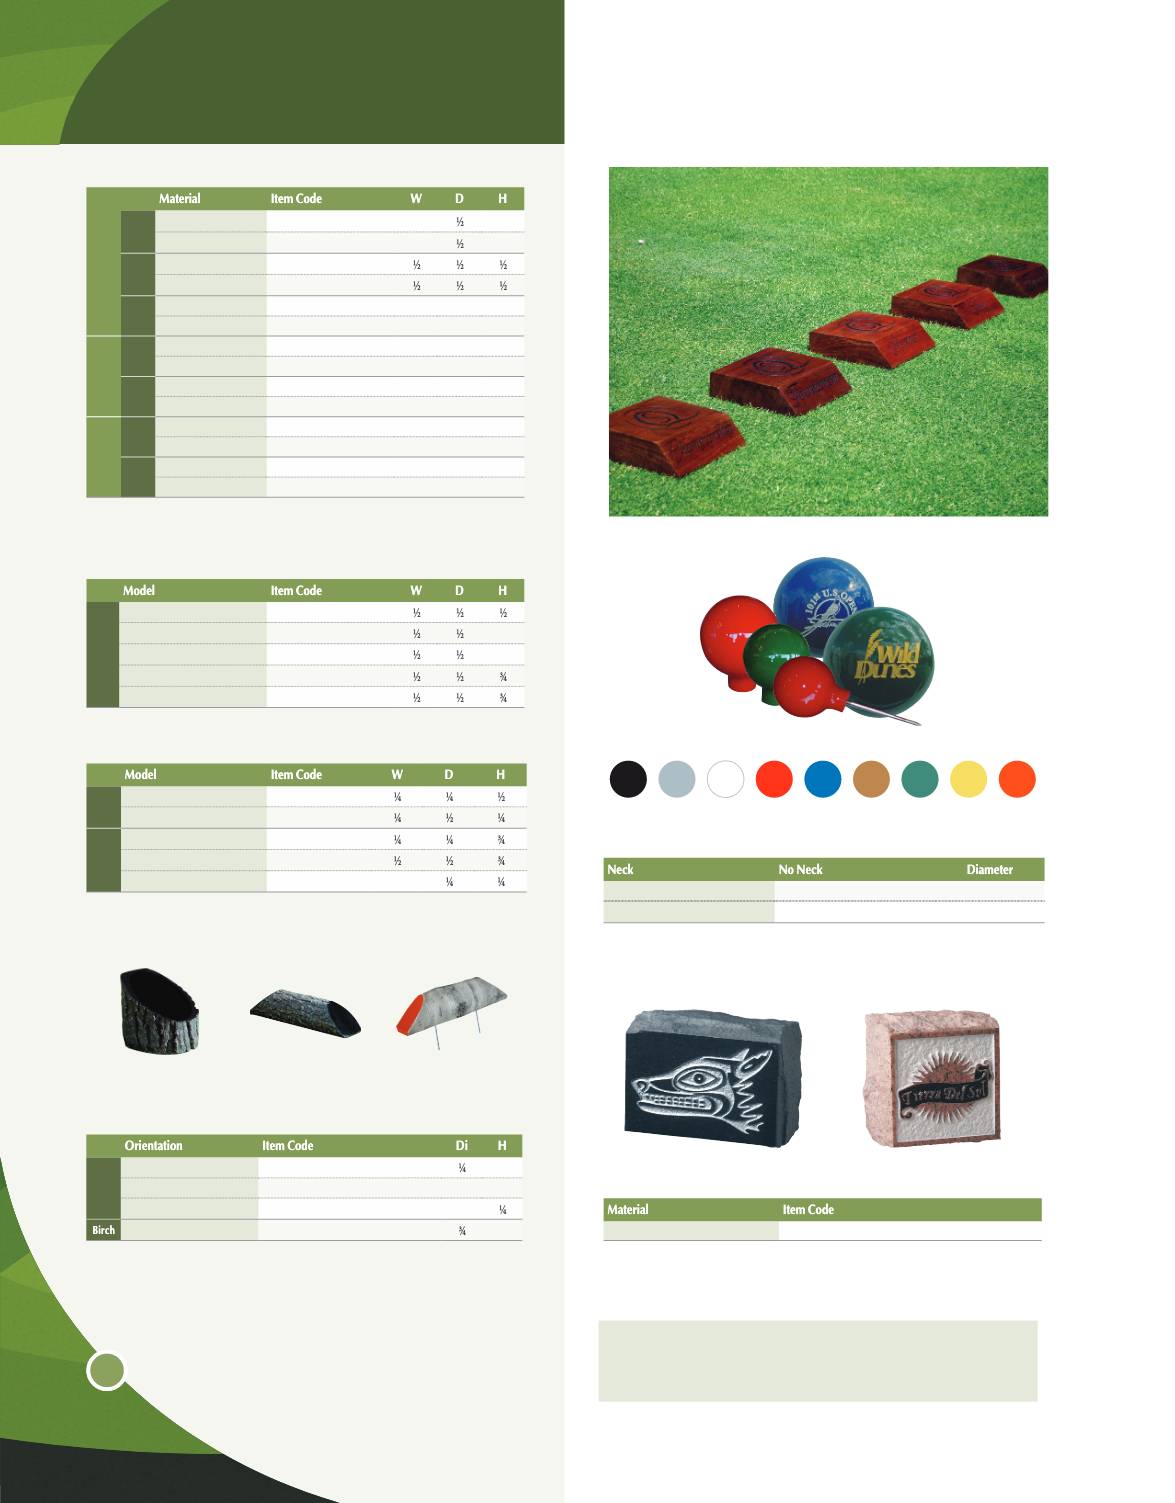 Material Item Code W D H
½
½
½ ½ ½
½ ½ ½
Model Item Code W D H
½ ½ ½
½ ½
½ ½
½ ½ ¾
½ ½ ¾
Model Item Code W D H
¼ ¼ ½
¼ ½ ¼
¼ ¼ ¾
½ ½ ¾
¼ ¼
Orientation Item Code Di H
¼
¼
Birch ¾
101st U.S. OPEN
Wild
Dunes
Neck No Neck Diameter
Tierra Del Sol
Material Item Code